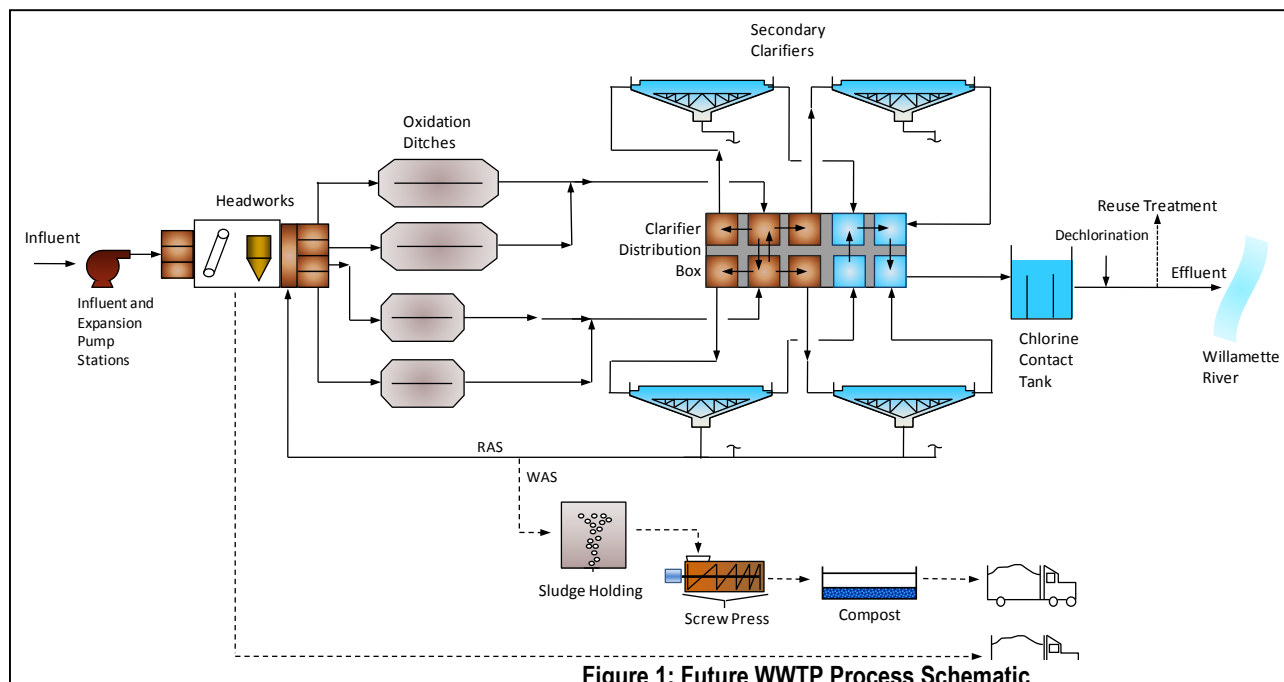 Secondary
Clarifiers
Oxidation
Ditches
Headworks
Influent
Influent and
Expansion
Pump
Stations
Clarifier
Distribution
Box
Reuse Treatment
Dechlorination
Effluent
Chlorine
Contact
Tank
Willamette
River
RAS
WAS
Sludge Holding
Screw Press
Compost
Figure 1: Future WWTP Process Schematic